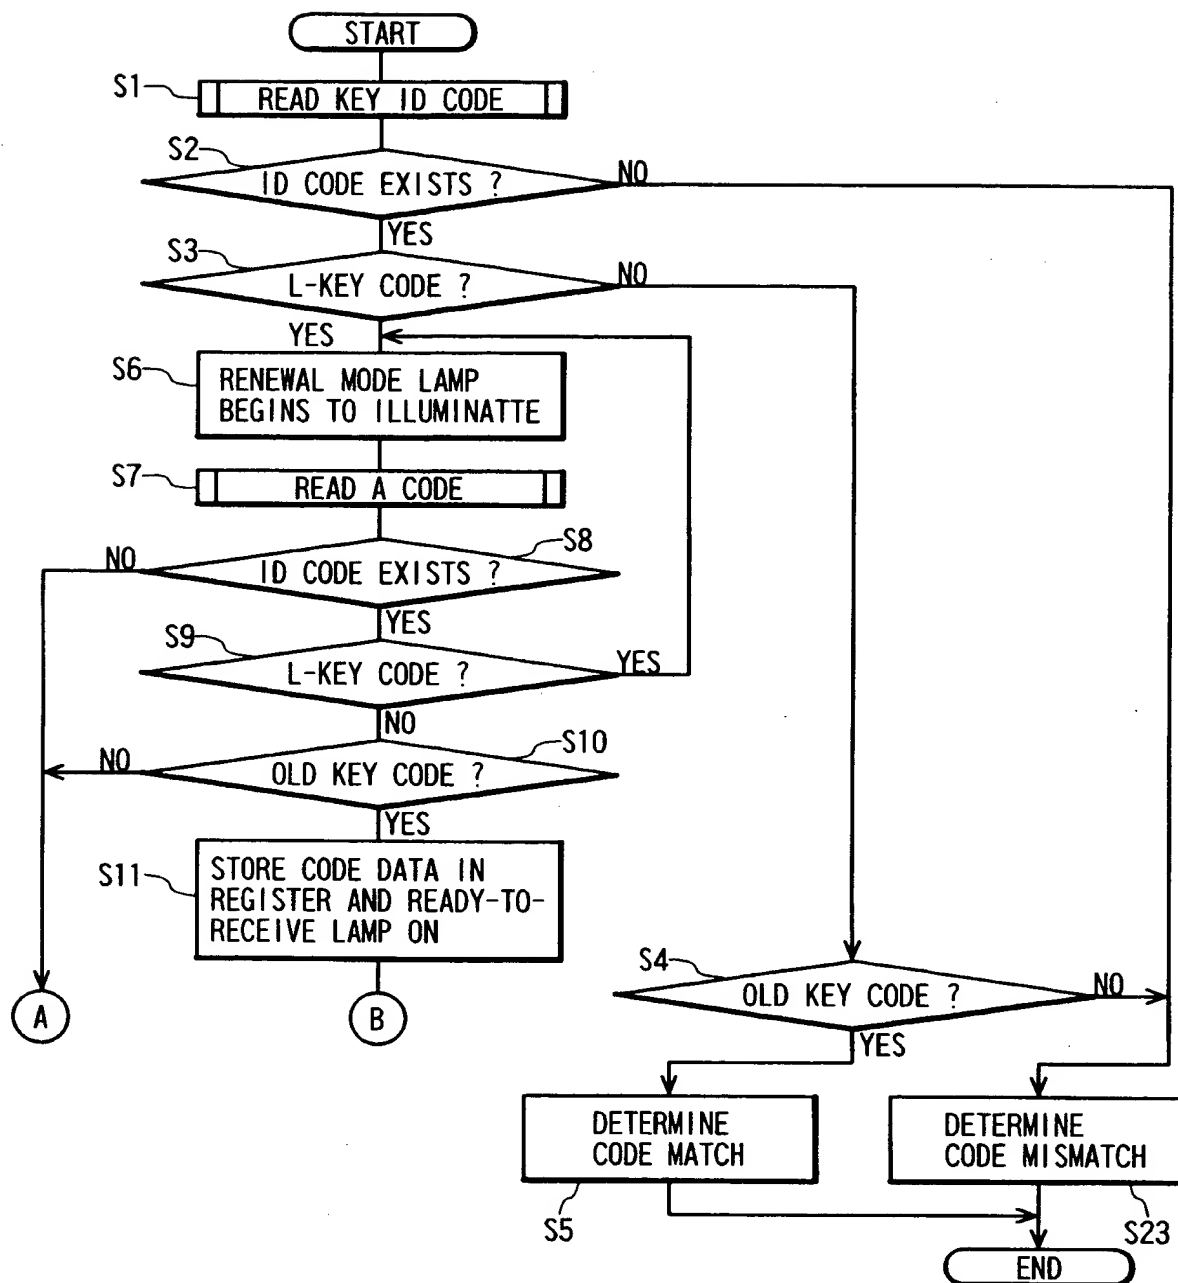 START
S1
READ KEY ID CODE
S2
ID CODE EXISTS ?
NO
YES
S3
L-KEY CODE ?
NO
YES
S6
RENEWAL MODE LAMP
BEGINS TO ILLUMINATTE
S7
READ A CODE
S8
NO
ID CODE EXISTS ?
YES
S9
L-KEY CODE ?
YES
NO
S10
NO
OLD KEY CODE ?
YES
S11
STORE CODE DATA IN
REGISTER AND READY-TO-
RECEIVE LAMP ON
A
B
S4
OLD KEY CODE ?
NO
YES
DETERMINE
CODE MATCH
S5
DETERMINE
CODE MISMATCH
S23
END